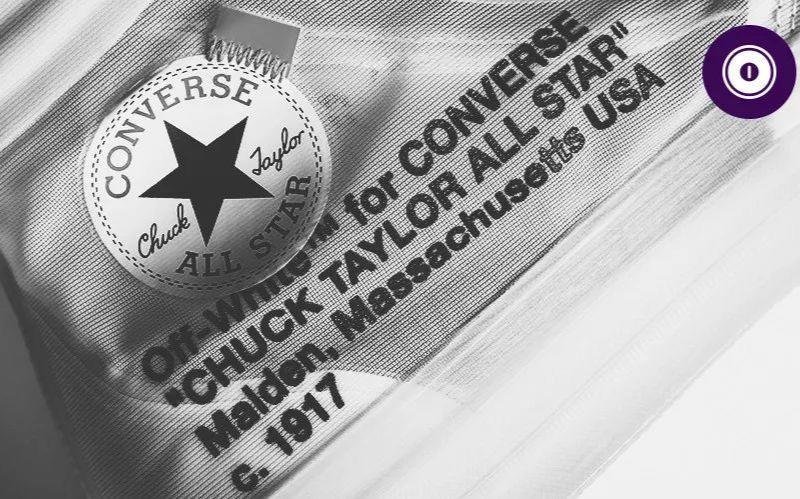 CONVERSE
Chuck Taylor
ALL STAR
Off-White™ for CONVERSE
"CHUCK TAYLOR ALL STAR"
Malden, Massachusetts USA
c. 1917